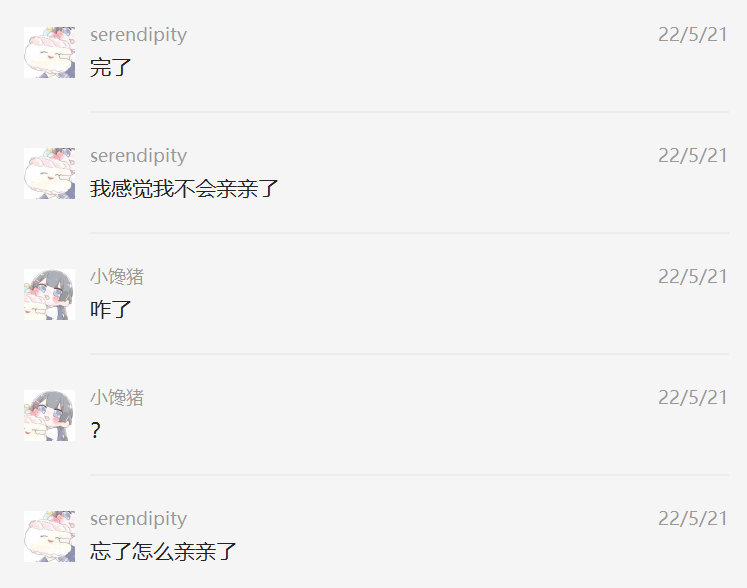 serendipity 22/5/21
完了
serendipity 22/5/21
我感觉我不会亲亲了
小馋猪 22/5/21
咋了
小馋猪 22/5/21
?
serendipity 22/5/21
忘了怎么亲亲了